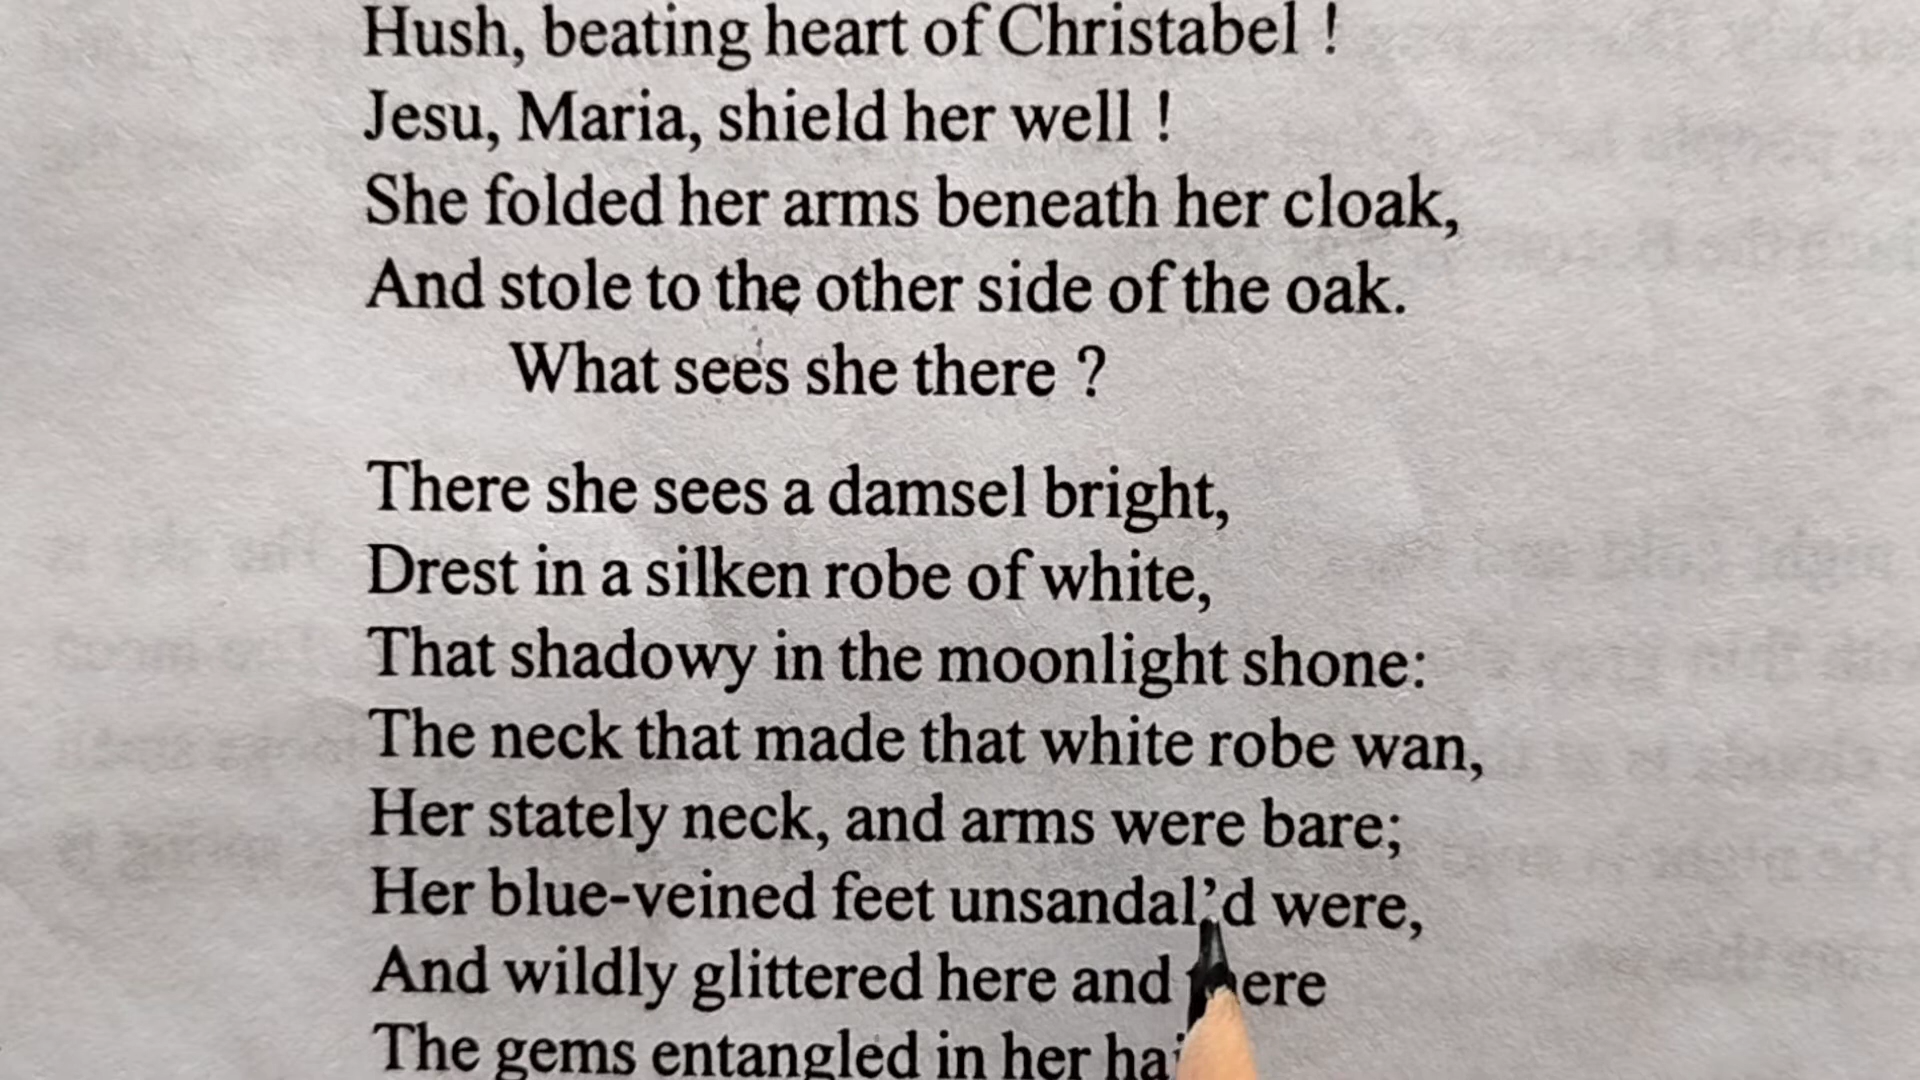 Hush, beating heart of Christabel !
Jesu, Maria, shield her well !
She folded her arms beneath her cloak,
And stole to the other side of the oak.
What sees she there ?
There she sees a damsel bright,
Drest in a silken robe of white,
That shadowy in the moonlight shone:
The neck that made that white robe wan,
Her stately neck, and arms were bare;
Her blue-veined feet unsandal’d were,
And wildly glittered here and there
The gems entangled in her